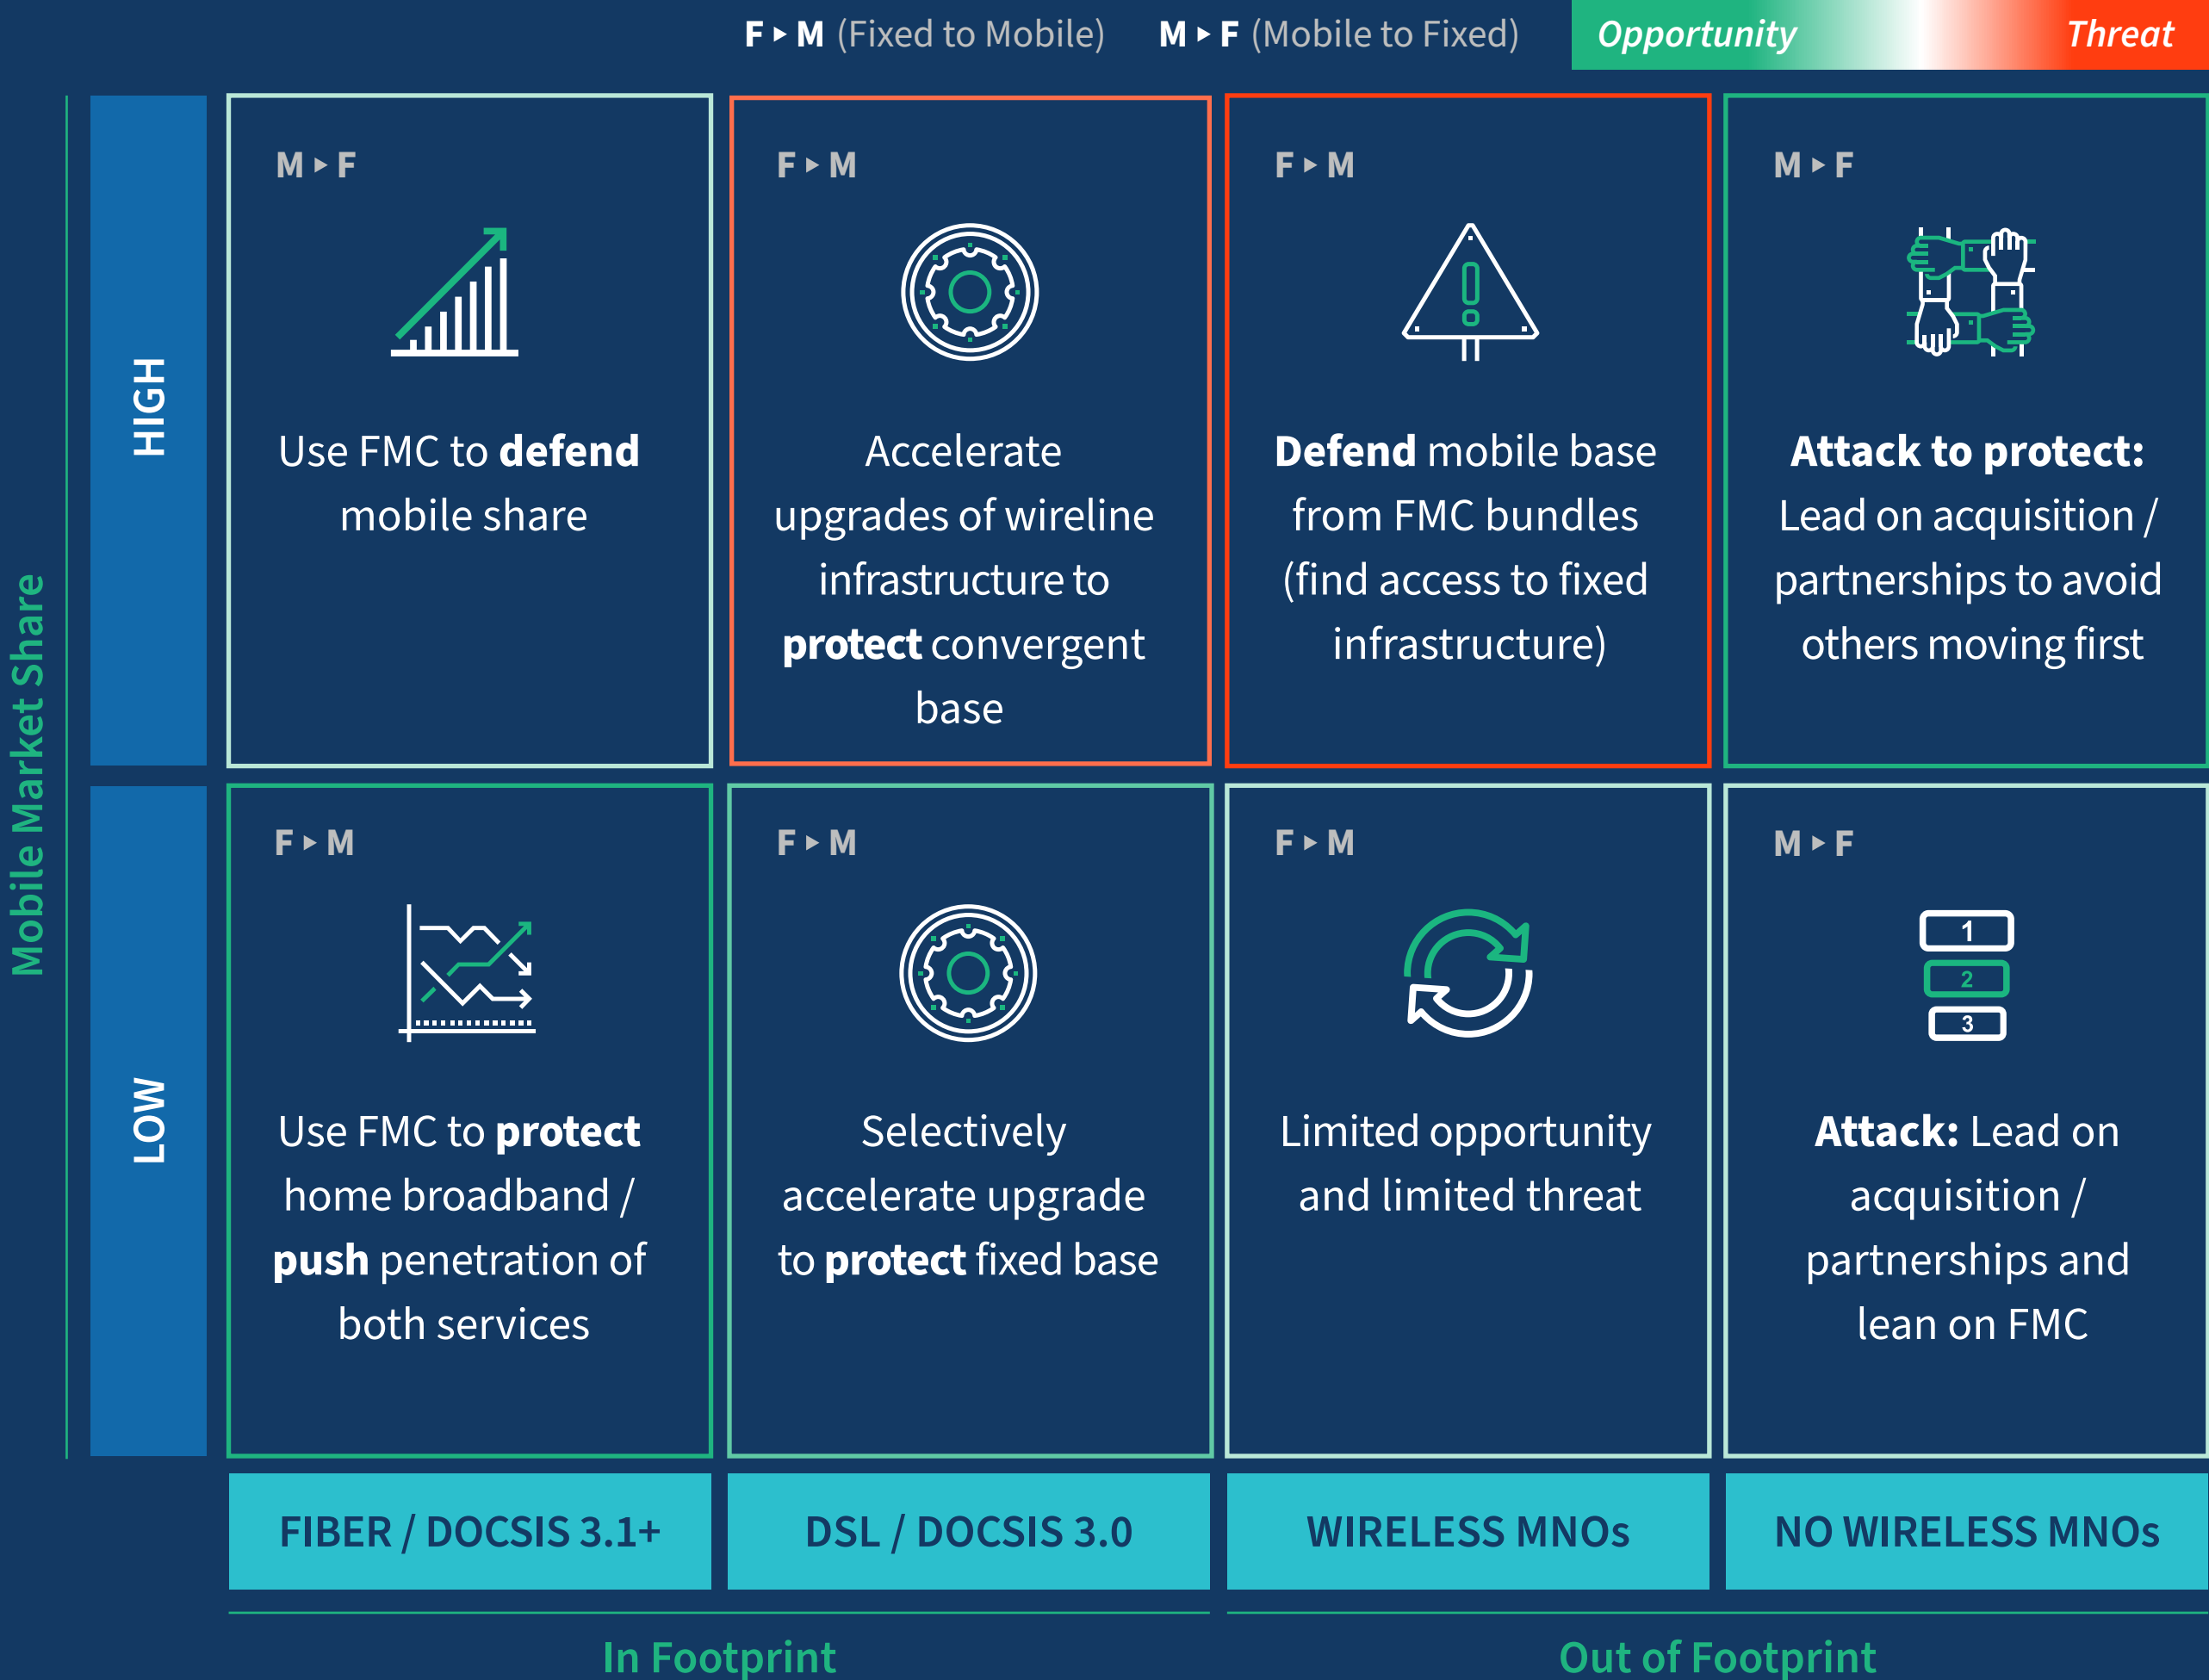 F ▸ M (Fixed to Mobile)
M ▸ F (Mobile to Fixed)
Opportunity
Threat
Mobile Market Share
HIGH
M ▸ F
Use FMC to defend
mobile share
F ▸ M
Accelerate
upgrades of wireline
infrastructure to
protect convergent
base
F ▸ M
Defend mobile base
from FMC bundles
(find access to fixed
infrastructure)
M ▸ F
Attack to protect:
Lead on acquisition /
partnerships to avoid
others moving first
LOW
F ▸ M
Use FMC to protect
home broadband /
push penetration of
both services
F ▸ M
Selectively
accelerate upgrade
to protect fixed base
F ▸ M
Limited opportunity
and limited threat
M ▸ F
1
2
3
Attack: Lead on
acquisition /
partnerships and
lean on FMC
FIBER / DOCSIS 3.1+
DSL / DOCSIS 3.0
WIRELESS MNOs
NO WIRELESS MNOs
In Footprint
Out of Footprint